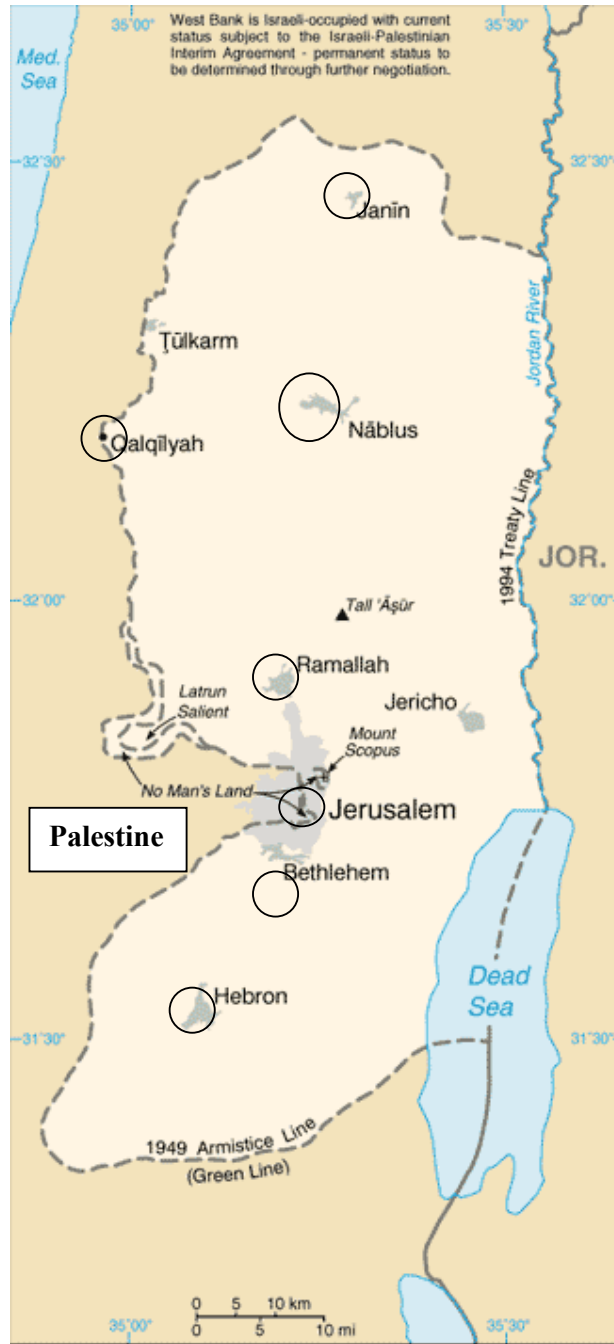 35°00'
35°30'
West Bank is Israeli-occupied with current
status subject to the Israeli-Palestinian
Interim Agreement - permanent status to
be determined through further negotiation.
Med.
Sea
32°30'
32°30'
Janīn
Jordan River
Ţūlkarm
Nāblus
Qalqīlyah
1994 Treaty Line
JOR.
32°00'
Tall 'Āşūr
32°00'
Ramallah
Latrun
Salient
Jericho
Mount
Scopus
No Man's Land
Jerusalem
Palestine
Bethlehem
Dead
Sea
Hebron
31°30'
31°30'
1949 Armistice Line
(Green Line)
0 5 10 km
0 5 10 mi
35°00'
35°30'